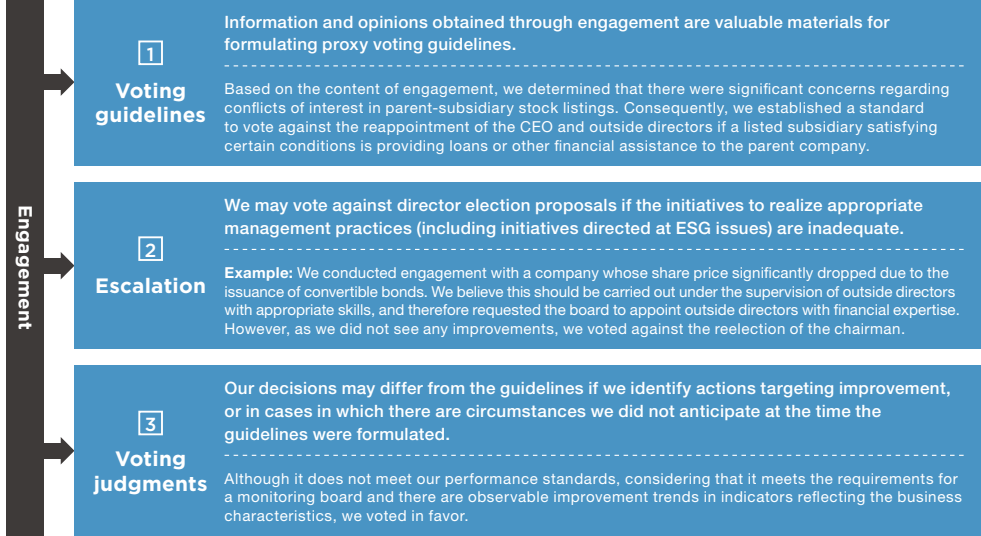 Engagement
1
Voting
guidelines
Information and opinions obtained through engagement are valuable materials for
formulating proxy voting guidelines.
Based on the content of engagement, we determined that there were significant concerns regarding
conflicts of interest in parent-subsidiary stock listings. Consequently, we established a standard
to vote against the reappointment of the CEO and outside directors if a listed subsidiary satisfying
certain conditions is providing loans or other financial assistance to the parent company.
2
Escalation
We may vote against director election proposals if the initiatives to realize appropriate
management practices (including initiatives directed at ESG issues) are inadequate.
Example: We conducted engagement with a company whose share price significantly dropped due to the
issuance of convertible bonds. We believe this should be carried out under the supervision of outside directors
with appropriate skills, and therefore requested the board to appoint outside directors with financial expertise.
However, as we did not see any improvements, we voted against the reelection of the chairman.
3
Voting
judgments
Our decisions may differ from the guidelines if we identify actions targeting improvement,
or in cases in which there are circumstances we did not anticipate at the time the
guidelines were formulated.
Although it does not meet our performance standards, considering that it meets the requirements for
a monitoring board and there are observable improvement trends in indicators reflecting the business
characteristics, we voted in favor.